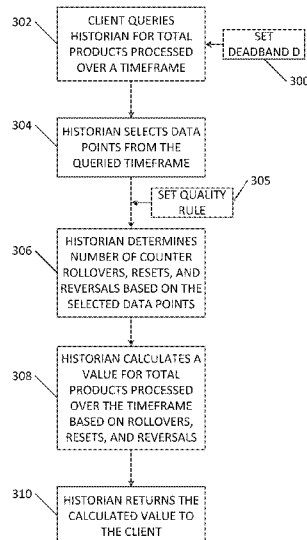 302
CLIENT QUERIES
HISTORIAN FOR TOTAL
PRODUCTS PROCESSED
OVER A TIMEFRAME
SET
DEADBAND D
300
304
HISTORIAN SELECTS DATA
POINTS FROM THE
QUERIED TIMEFRAME
305
SET QUALITY
RULE
306
HISTORIAN DETERMINES
NUMBER OF COUNTER
ROLLOVERS, RESETS, AND
REVERSALS BASED ON THE
SELECTED DATA POINTS
308
HISTORIAN CALCULATES A
VALUE FOR TOTAL
PRODUCTS PROCESSED
OVER THE TIMEFRAME
BASED ON ROLLOVERS,
RESETS, AND REVERSALS
310
HISTORIAN RETURNS THE
CALCULATED VALUE TO
THE CLIENT